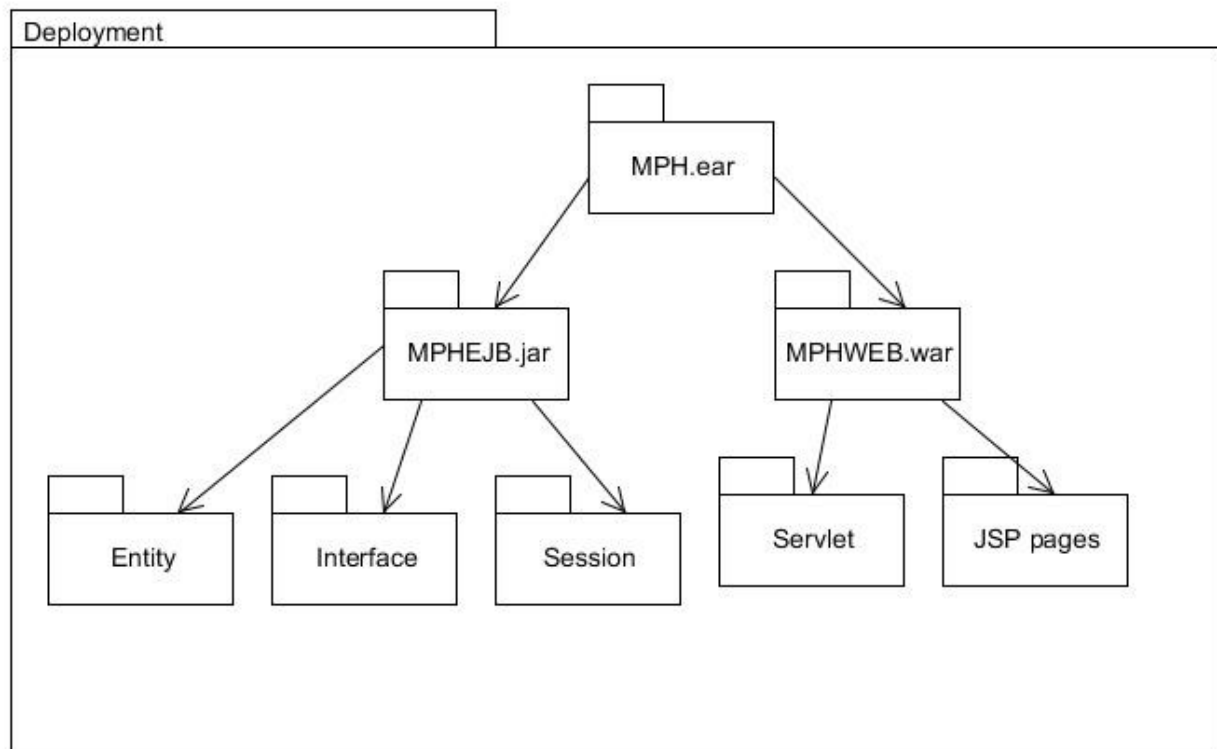 Deployment
MPH.ear
MPHEJB.jar
MPHWEB.war
Entity
Interface
Session
Servlet
JSP pages